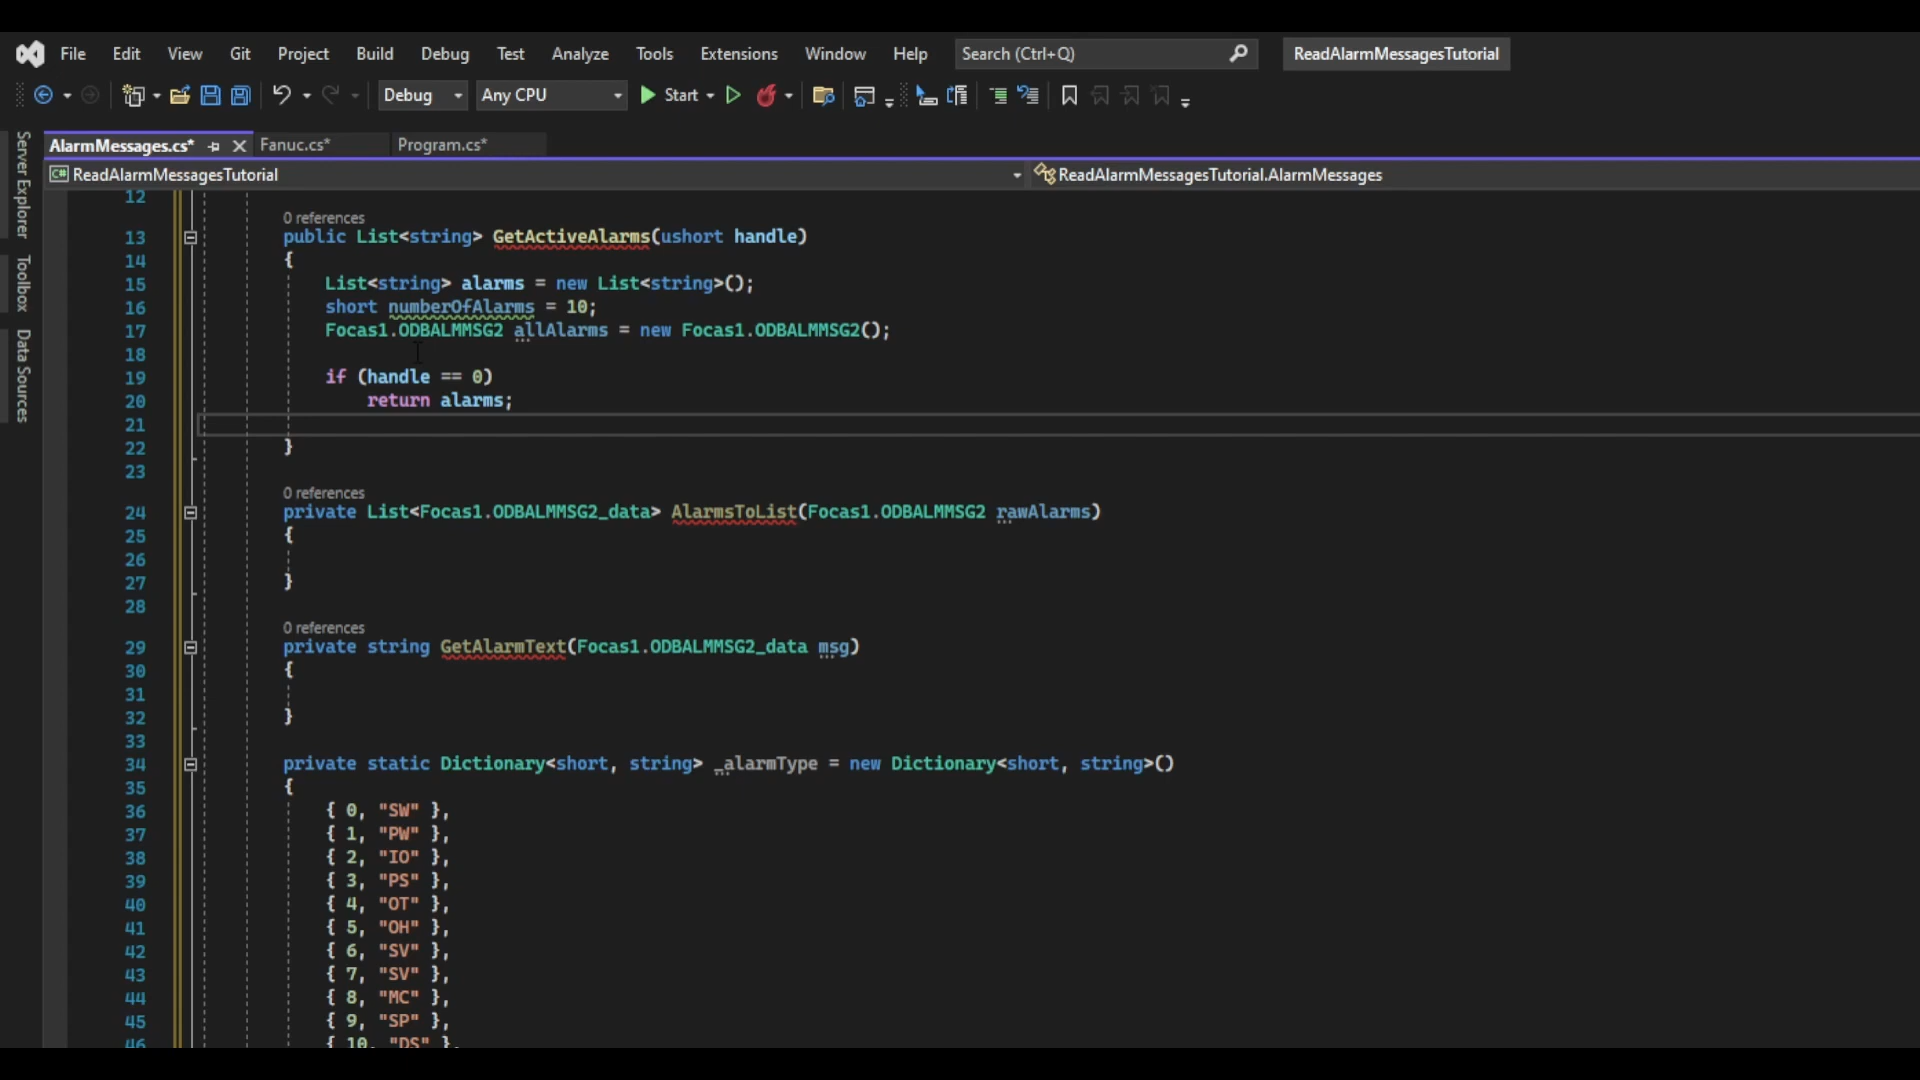 File Edit View Git Project Build Debug Test Analyze Tools Extensions Window Help Search (Ctrl+Q) ReadAlarmMessagesTutorial
Debug Any CPU Start
Server Explorer
Toolbox
Data Sources
AlarmMessages.cs* Fanuc.cs* Program.cs*
C# ReadAlarmMessagesTutorial ReadAlarmMessagesTutorial.AlarmMessages
12
0 references
13 public List<string> GetActiveAlarms(ushort handle)
14 {
15 List<string> alarms = new List<string>();
16 short numberOfAlarms = 10;
17 Focas1.ODBALMMSG2 allAlarms = new Focas1.ODBALMMSG2();
18
19 if (handle == 0)
20 return alarms;
21
22 }
23
0 references
24 private List<Focas1.ODBALMMSG2_data> AlarmsToList(Focas1.ODBALMMSG2 rawAlarms)
25 {
26
27 }
28
0 references
29 private string GetAlarmText(Focas1.ODBALMMSG2_data msg)
30 {
31
32 }
33
34 private static Dictionary<short, string> _alarmType = new Dictionary<short, string>()
35 {
36 { 0, "SW" },
37 { 1, "PW" },
38 { 2, "IO" },
39 { 3, "PS" },
40 { 4, "OT" },
41 { 5, "OH" },
42 { 6, "SV" },
43 { 7, "SV" },
44 { 8, "MC" },
45 { 9, "SP" },
46 { 10, "DS" },